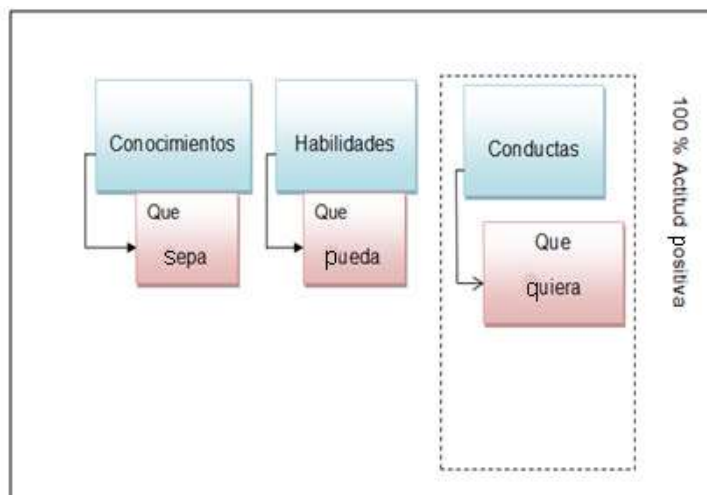 Conocimientos
Que
sepa
Habilidades
Que
pueda
Conductas
Que
quiera
100 % Actitud positiva